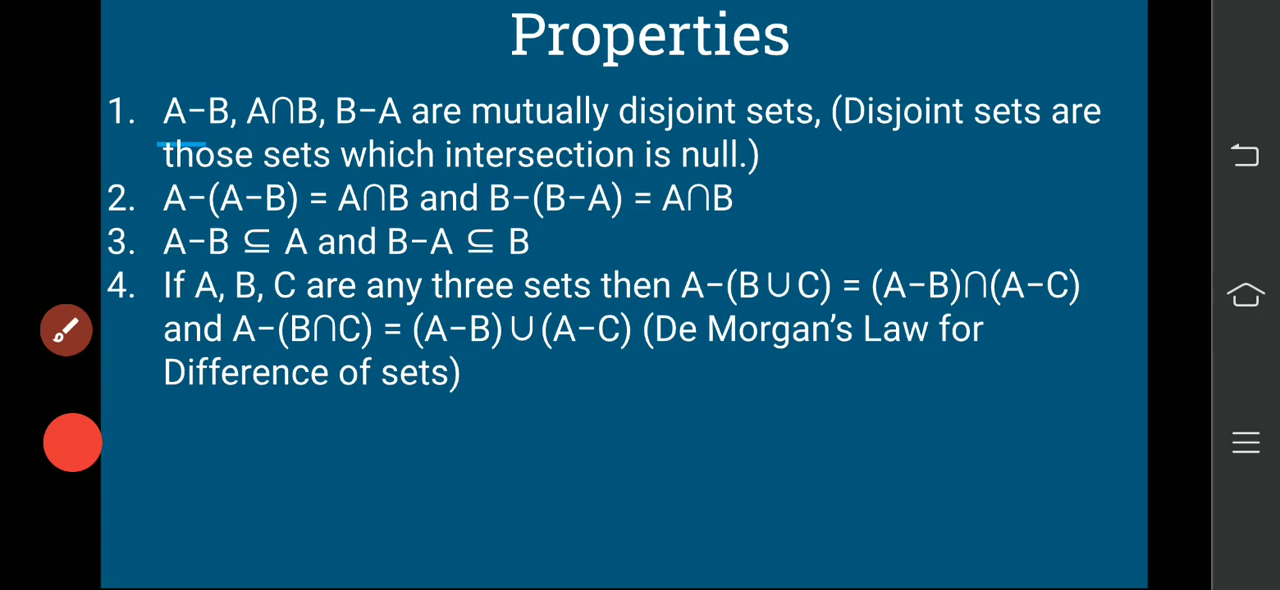 Properties
1. A−B, A∩B, B−A are mutually disjoint sets, (Disjoint sets are
those sets which intersection is null.)
2. A−(A−B) = A∩B and B−(B−A) = A∩B
3. A−B ⊆ A and B−A ⊆ B
4. If A, B, C are any three sets then A−(B∪C) = (A−B)∩(A−C)
and A−(B∩C) = (A−B)∪(A−C) (De Morgan’s Law for
Difference of sets)